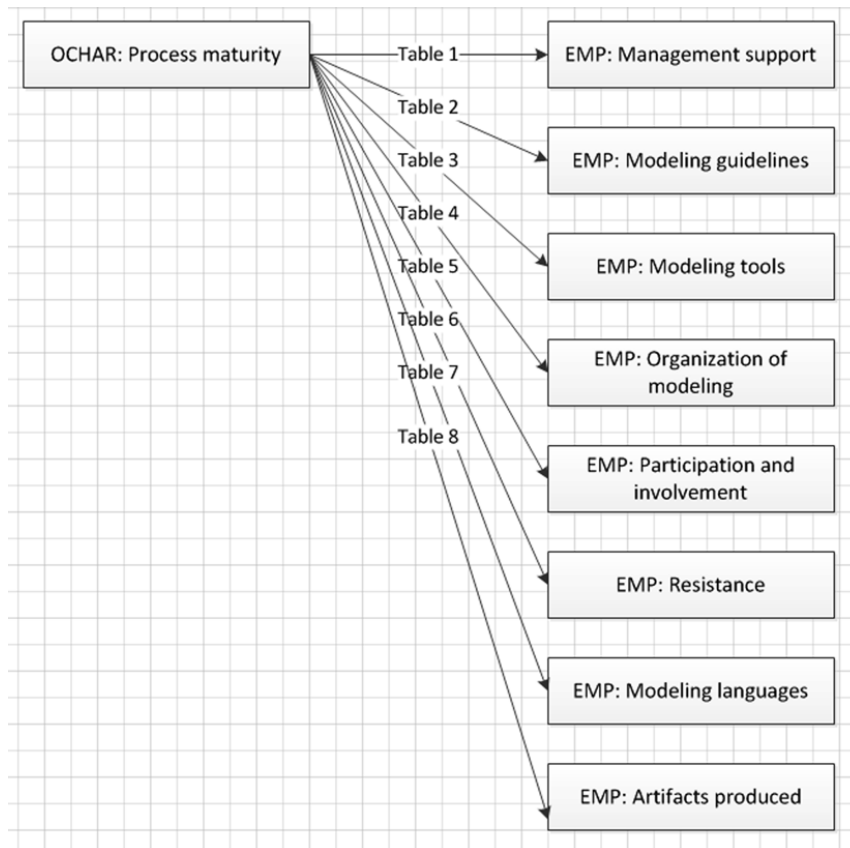 OCHAR: Process maturity
Table 1
EMP: Management support
Table 2
EMP: Modeling guidelines
Table 3
EMP: Modeling tools
Table 4
EMP: Organization of
modeling
Table 5
EMP: Participation and
involvement
Table 6
EMP: Resistance
Table 7
EMP: Modeling languages
Table 8
EMP: Artifacts produced